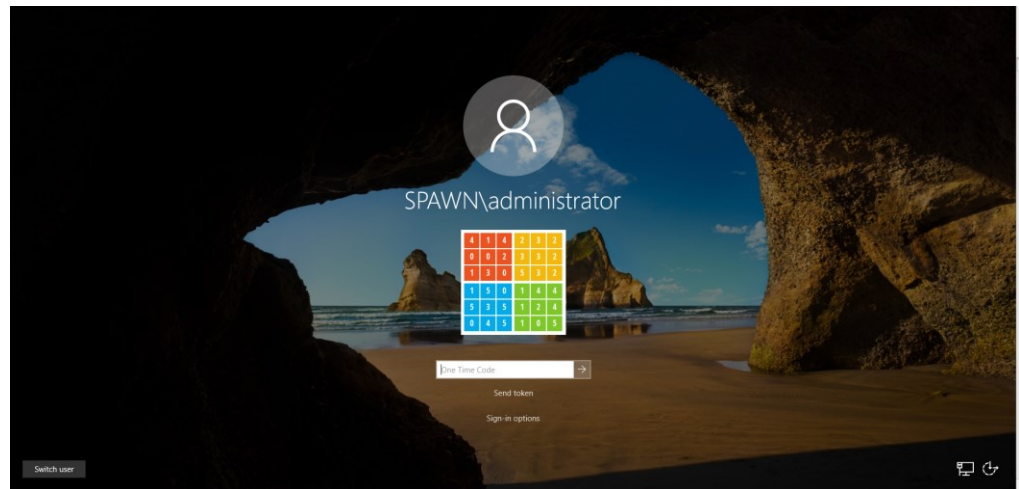 SPAWN\administrator
4 1 4 2 3 2
0 0 2 3 3 2
1 3 0 5 3 2
1 5 0 1 4 4
5 3 5 1 2 4
0 4 5 1 0 5
One Time Code
Send token
Sign-in options
Switch user